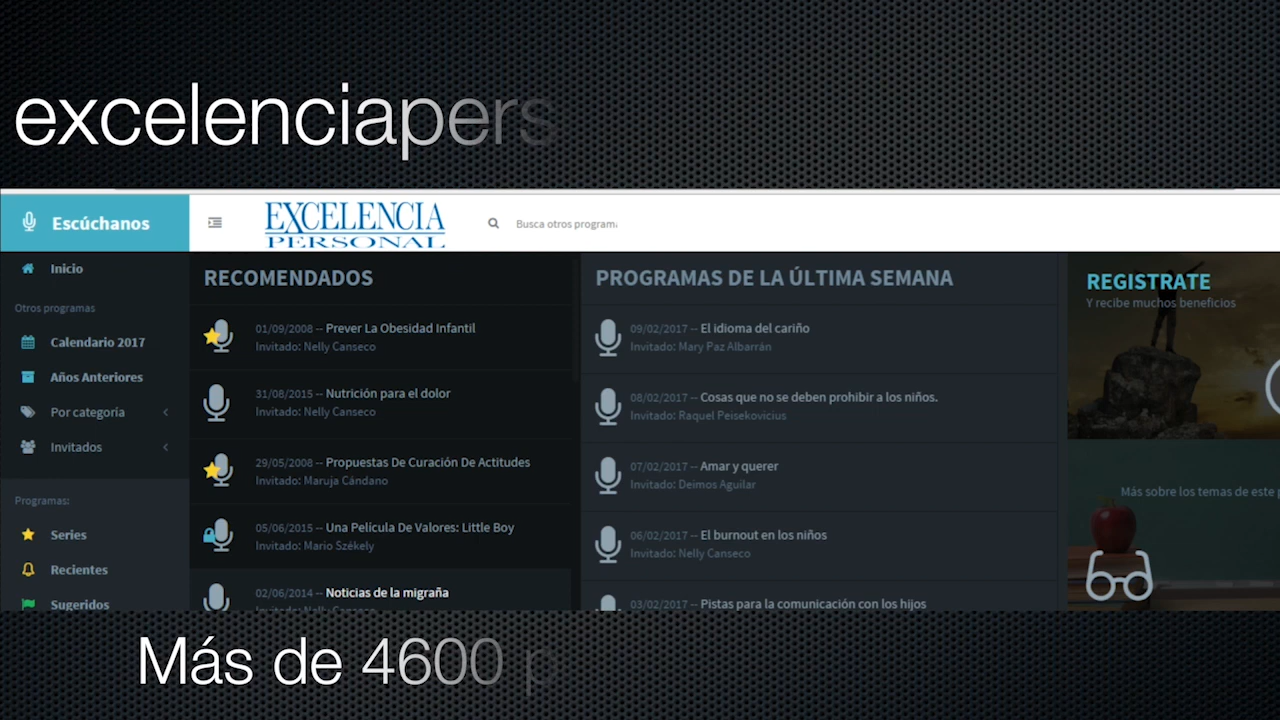 excelenciapers
Escúchanos
EXCELENCIA
PERSONAL
Busca otros programa
Inicio
Otros programas
Calendario 2017
Años Anteriores
Por categoría
Invitados
Programas:
Series
Recientes
Sugeridos
RECOMENDADOS
01/09/2008 -- Prever La Obesidad Infantil
Invitado: Nelly Canseco
31/08/2015 -- Nutrición para el dolor
Invitado: Nelly Canseco
29/05/2008 -- Propuestas De Curación De Actitudes
Invitado: Maruja Cándano
05/06/2015 -- Una Película De Valores: Little Boy
Invitado: Mario Székely
02/06/2014 -- Noticias de la migraña
Invitado: Nelly Canseco
PROGRAMAS DE LA ÚLTIMA SEMANA
09/02/2017 -- El idioma del cariño
Invitado: Mary Paz Albarrán
08/02/2017 -- Cosas que no se deben prohibir a los niños.
Invitado: Raquel Peisekovicius
07/02/2017 -- Amar y querer
Invitado: Deimos Aguilar
06/02/2017 -- El burnout en los niños
Invitado: Nelly Canseco
03/02/2017 -- Pistas para la comunicación con los hijos
REGISTRATE
Y recibe muchos beneficios
Más sobre los temas de este
Más de 4600 p